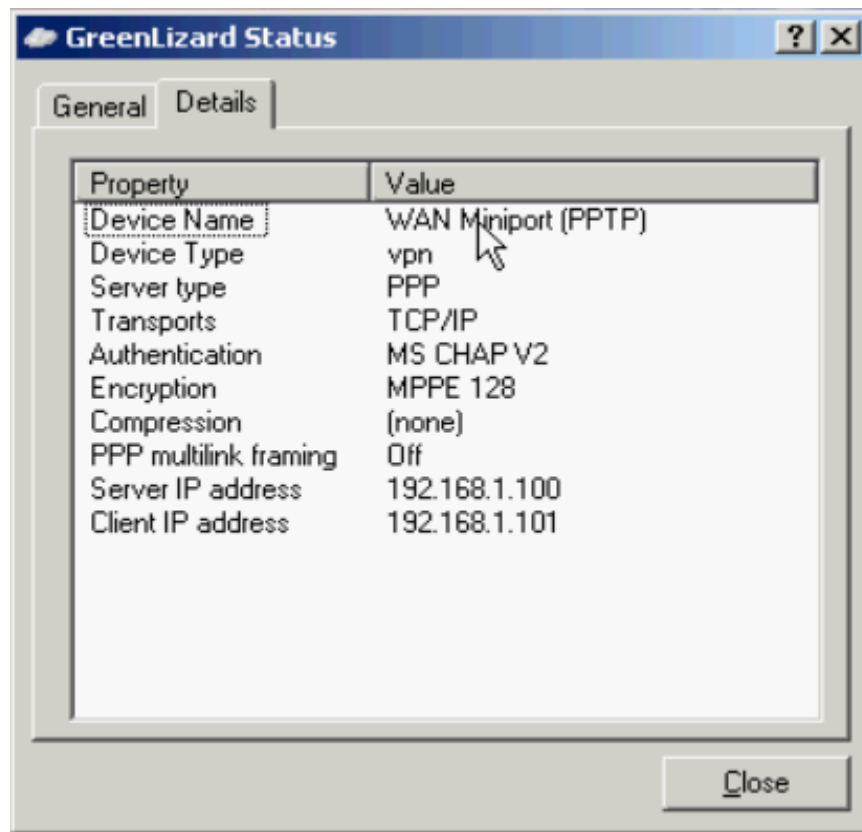 GreenLizard Status
General Details
Property Value
Device Name WAN Miniport (PPTP)
Device Type vpn
Server type PPP
Transports TCP/IP
Authentication MS CHAP V2
Encryption MPPE 128
Compression (none)
PPP multilink framing Off
Server IP address 192.168.1.100
Client IP address 192.168.1.101
Close